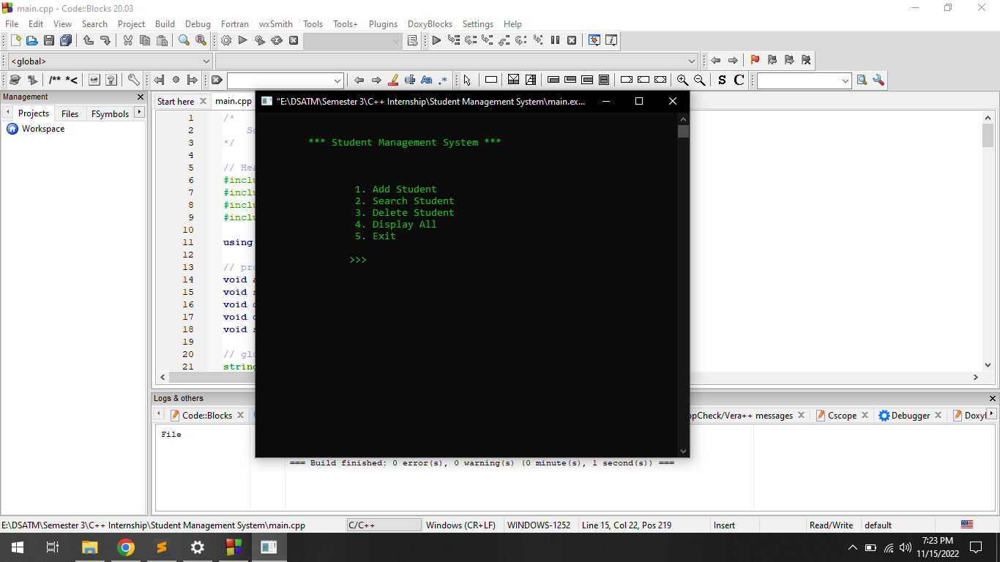 main.cpp - Code::Blocks 20.03
File Edit View Search Project Build Debug Fortran wxSmith Tools Tools+ Plugins DoxyBlocks Settings Help
<global>
/** *<
Aa .*
S C
Management
Projects Files FSymbols
Workspace
Start here main.cpp
"E:\DSATM\Semester 3\C++ Internship\Student Management System\main.ex...
*** Student Management System ***
1. Add Student
2. Search Student
3. Delete Student
4. Display All
5. Exit
>>>
1 /*
2
3 */
4
5 //
6 #inclu
7 #inclu
8 #inclu
9 #inclu
10
11 using
12
13 // pro
14 void
15 void s
16 void
17 void
18 void s
19
20 // glo
21 string
Logs & others
Code::Blocks ppCheck/Vera++ messages Cscope Debugger Doxy
File
=== Build finished: 0 error(s), 0 warning(s) (0 minute(s), 1 second(s)) ===
E:\DSATM\Semester 3\C++ Internship\Student Management System\main.cpp C/C++ Windows (CR+LF) WINDOWS-1252 Line 15, Col 22, Pos 219 Insert Read/Write default
7:23 PM
11/15/2022